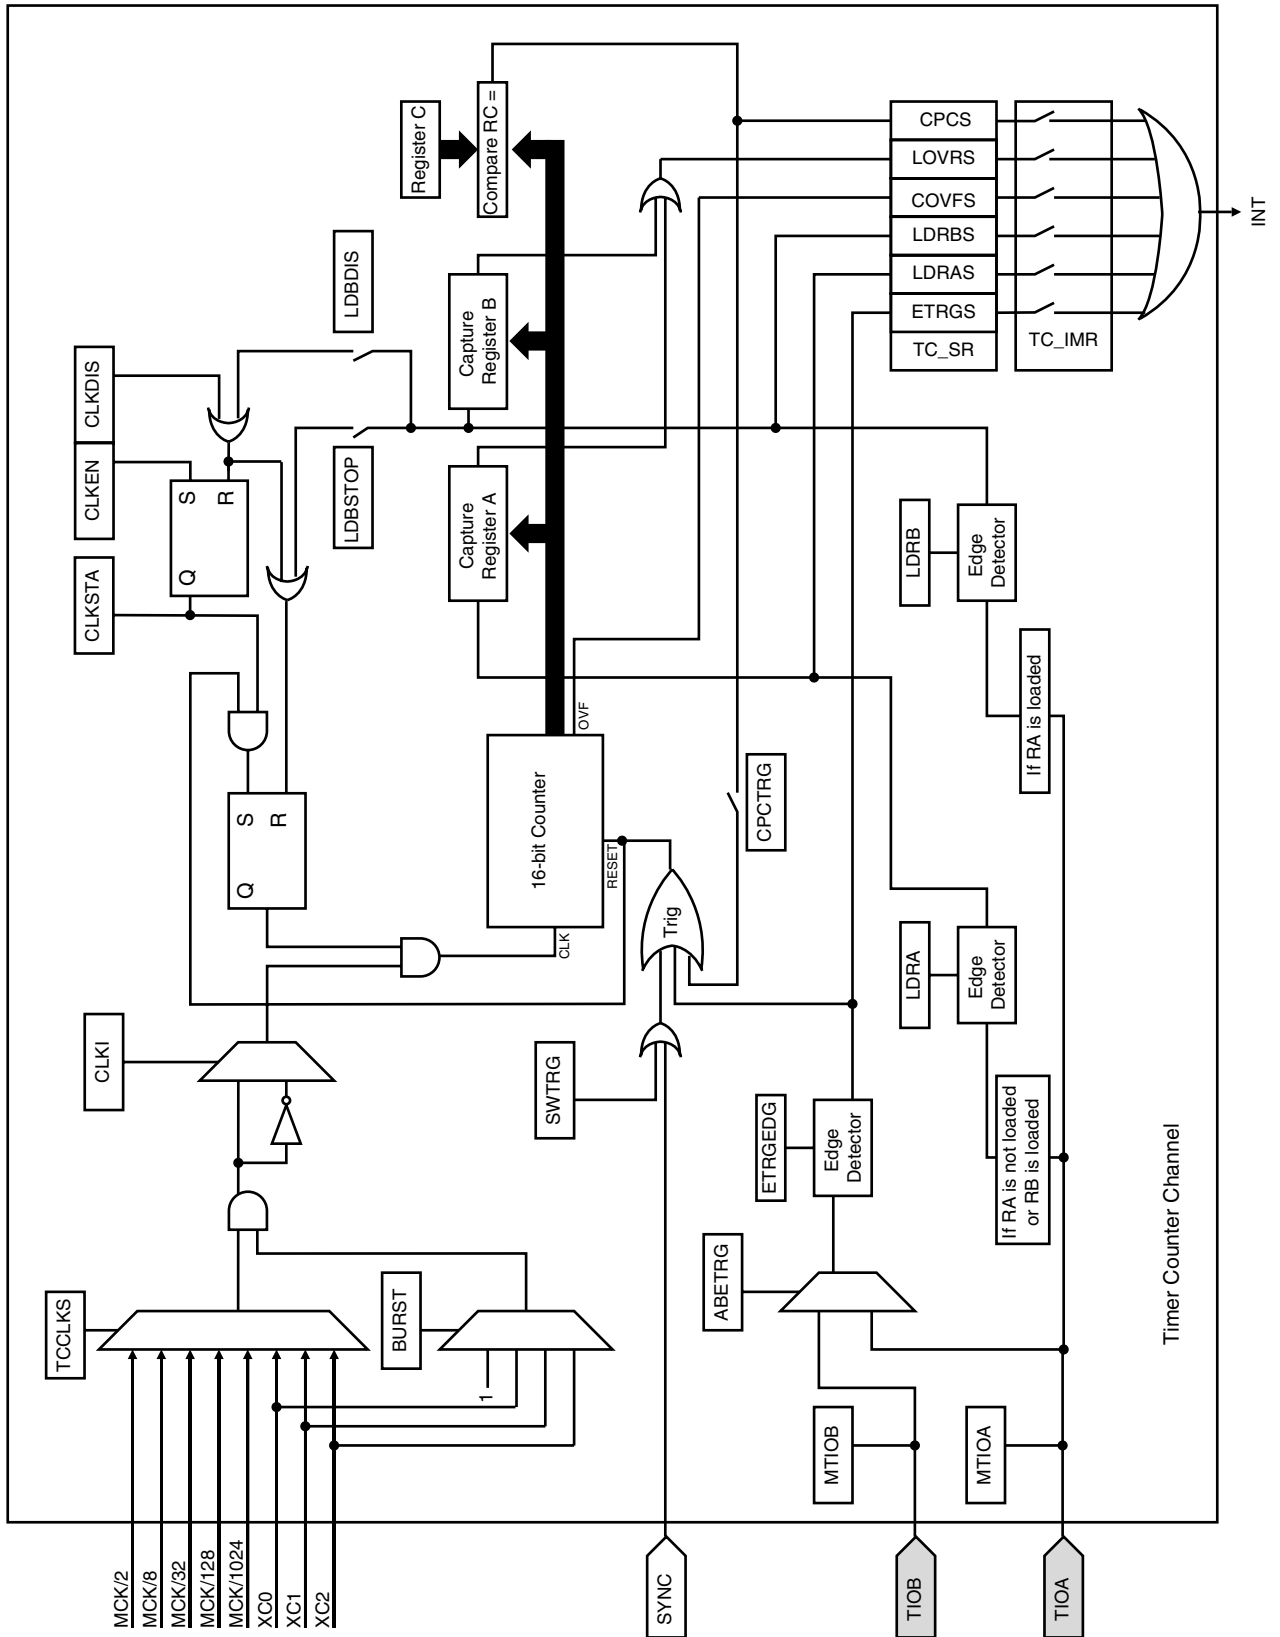 MCK/2
MCK/8
MCK/32
MCK/128
MCK/1024
XC0
XC1
XC2
TCCLKS
BURST
1
CLKI
CLKSTA
CLKEN
CLKDIS
Q
S
R
Q
S
R
LDBSTOP
LDBDIS
SYNC
SWTRG
Trig
CLK
RESET
OVF
16-bit Counter
CPCTRG
Capture
Register A
Capture
Register B
Register C
Compare RC =
TIOB
MTIOB
TIOA
MTIOA
ABETRG
ETRGEDG
Edge
Detector
If RA is not loaded
or RB is loaded
LDRA
Edge
Detector
If RA is loaded
LDRB
Edge
Detector
CPCS
LOVRS
COVFS
LDRBS
LDRAS
ETRGS
TC_SR
TC_IMR
INT
Timer Counter Channel